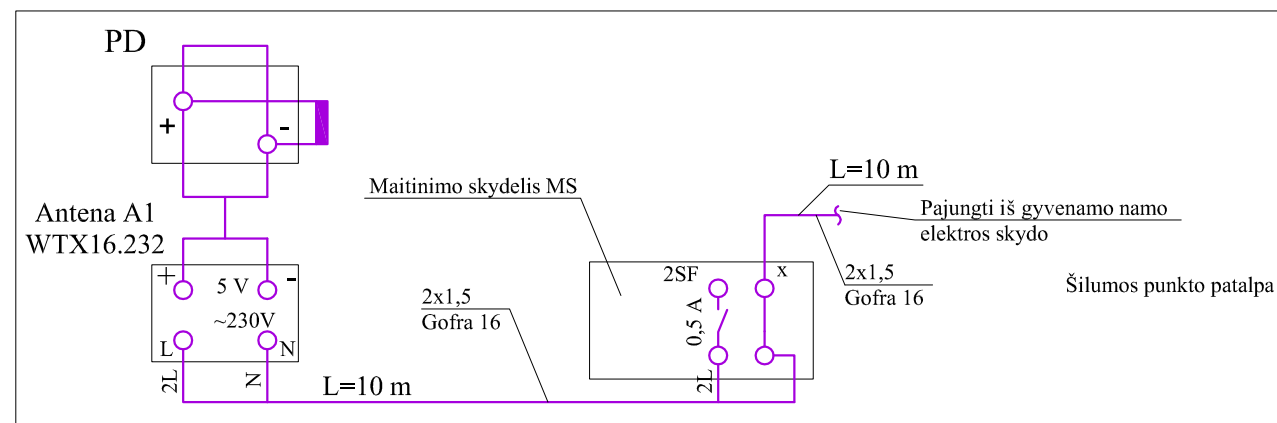 PD
+
-
Antena A1
WTX16.232
+
5 V
-
~230V
L
N
2L
N
L=10 m
2x1,5
Gofra 16
Maitinimo skydelis MS
2SF
x
0,5 A
2L
L=10 m
2x1,5
Gofra 16
Pajungti iš gyvenamo namo
elektros skydo
Šilumos punkto patalpa